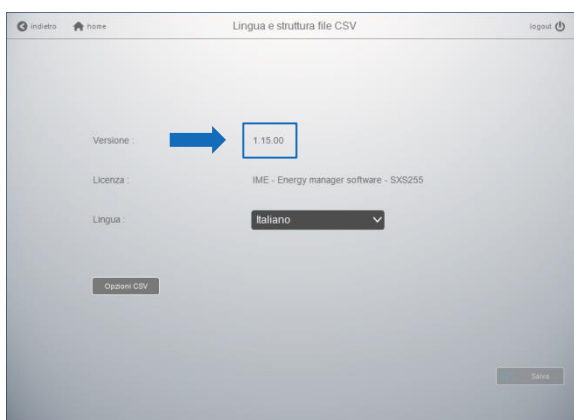 indietro home Lingua e struttura file CSV logout
Versione : 1.15.00
Licenza : IME - Energy manager software - SXS255
Lingua : Italiano
Opzioni CSV
Salva